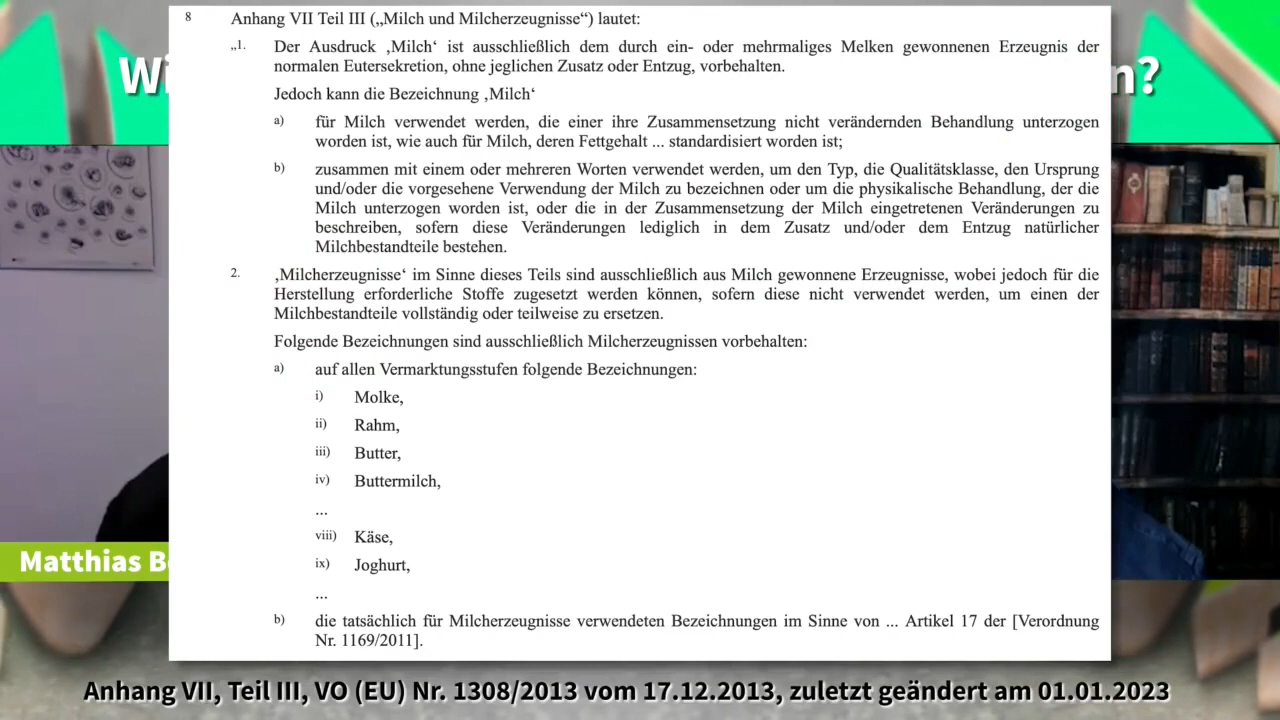 Wi
n?
8 Anhang VII Teil III („Milch und Milcherzeugnisse“) lautet:
„1. Der Ausdruck ‚Milch‘ ist ausschließlich dem durch ein- oder mehrmaliges Melken gewonnenen Erzeugnis der
normalen Eutersekretion, ohne jeglichen Zusatz oder Entzug, vorbehalten.
Jedoch kann die Bezeichnung ‚Milch‘
a) für Milch verwendet werden, die einer ihre Zusammensetzung nicht verändernden Behandlung unterzogen
worden ist, wie auch für Milch, deren Fettgehalt ... standardisiert worden ist;
b) zusammen mit einem oder mehreren Worten verwendet werden, um den Typ, die Qualitätsklasse, den Ursprung
und/oder die vorgesehene Verwendung der Milch zu bezeichnen oder um die physikalische Behandlung, der die
Milch unterzogen worden ist, oder die in der Zusammensetzung der Milch eingetretenen Veränderungen zu
beschreiben, sofern diese Veränderungen lediglich in dem Zusatz und/oder dem Entzug natürlicher
Milchbestandteile bestehen.
2. ‚Milcherzeugnisse‘ im Sinne dieses Teils sind ausschließlich aus Milch gewonnene Erzeugnisse, wobei jedoch für die
Herstellung erforderliche Stoffe zugesetzt werden können, sofern diese nicht verwendet werden, um einen der
Milchbestandteile vollständig oder teilweise zu ersetzen.
Folgende Bezeichnungen sind ausschließlich Milcherzeugnissen vorbehalten:
a) auf allen Vermarktungsstufen folgende Bezeichnungen:
i) Molke,
ii) Rahm,
iii) Butter,
iv) Buttermilch,
...
viii) Käse,
ix) Joghurt,
...
b) die tatsächlich für Milcherzeugnisse verwendeten Bezeichnungen im Sinne von ... Artikel 17 der [Verordnung
Nr. 1169/2011].
Matthias B
Anhang VII, Teil III, VO (EU) Nr. 1308/2013 vom 17.12.2013, zuletzt geändert am 01.01.2023